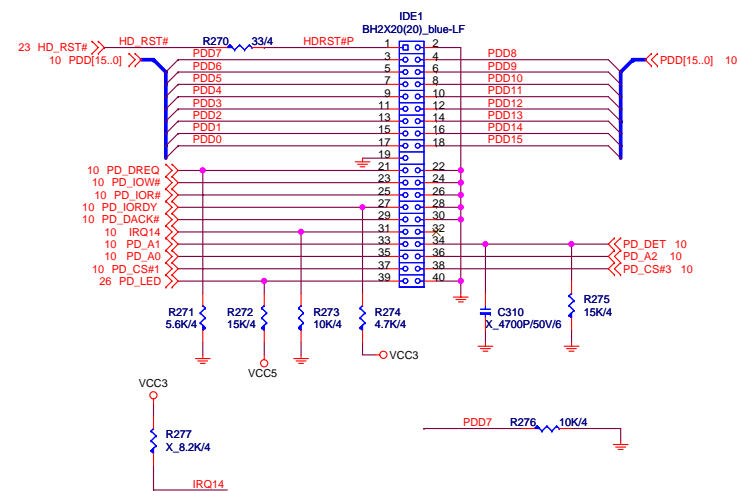 IDE1
BH2X20(20)_blue-LF
23 HD_RST# HD_RST# R270 33/4 HDRST#P 1 2
10 PDD[15..0] PDD7 3 4 PDD8 PDD[15..0] 10
PDD6 5 6 PDD9
PDD5 7 8 PDD10
PDD4 9 10 PDD11
PDD3 11 12 PDD12
PDD2 13 14 PDD13
PDD1 15 16 PDD14
PDD0 17 18 PDD15
19
10 PD_DREQ 21 22
10 PD_IOW# 23 24
10 PD_IOR# 25 26
10 PD_IORDY 27 28
10 PD_DACK# 29 30
10 IRQ14 31 32
10 PD_A1 33 34 PD_DET 10
10 PD_A0 35 36 PD_A2 10
10 PD_CS#1 37 38 PD_CS#3 10
26 PD_LED 39 40
R271 R272 R273 R274 C310 R275
5.6K/4 15K/4 10K/4 4.7K/4 X_4700P/50V/6 15K/4
VCC3
VCC5
VCC3
PDD7 R276 10K/4
R277
X_8.2K/4
IRQ14